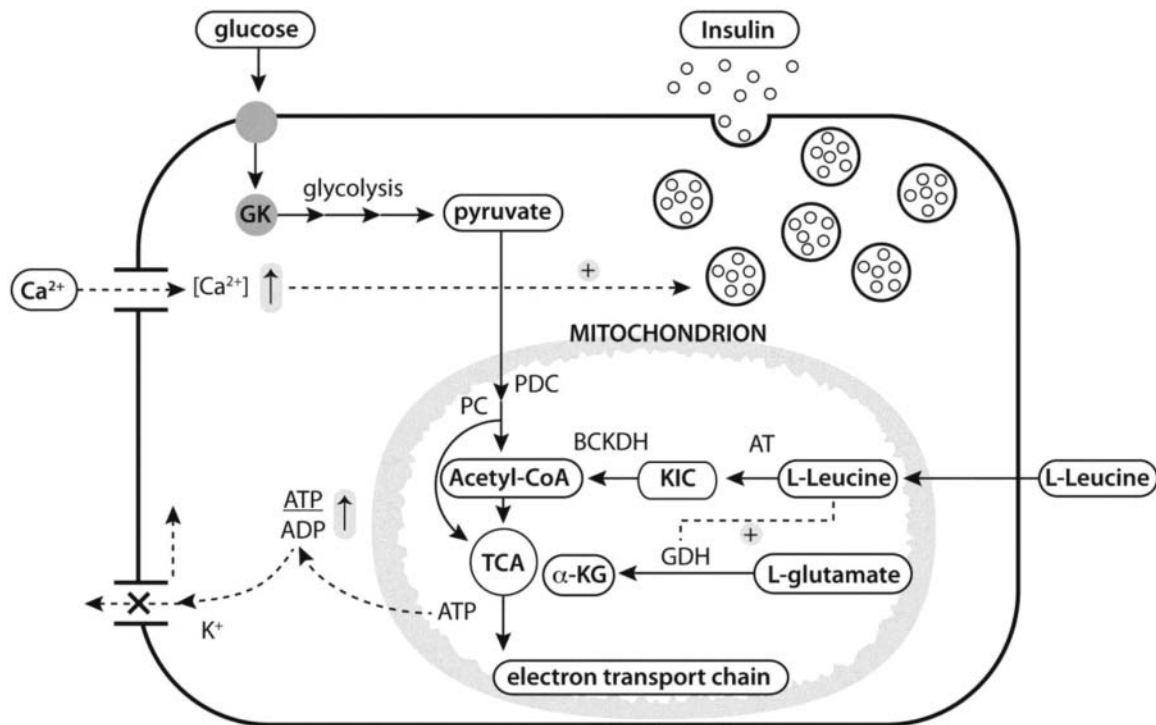 glucose
Insulin
glycolysis
GK
pyruvate
Ca²⁺
[Ca²⁺]
+
MITOCHONDRION
PDC
PC
BCKDH
AT
Acetyl-CoA
KIC
L-Leucine
L-Leucine
ATP
ADP
+
GDH
TCA
α-KG
L-glutamate
ATP
K⁺
electron transport chain